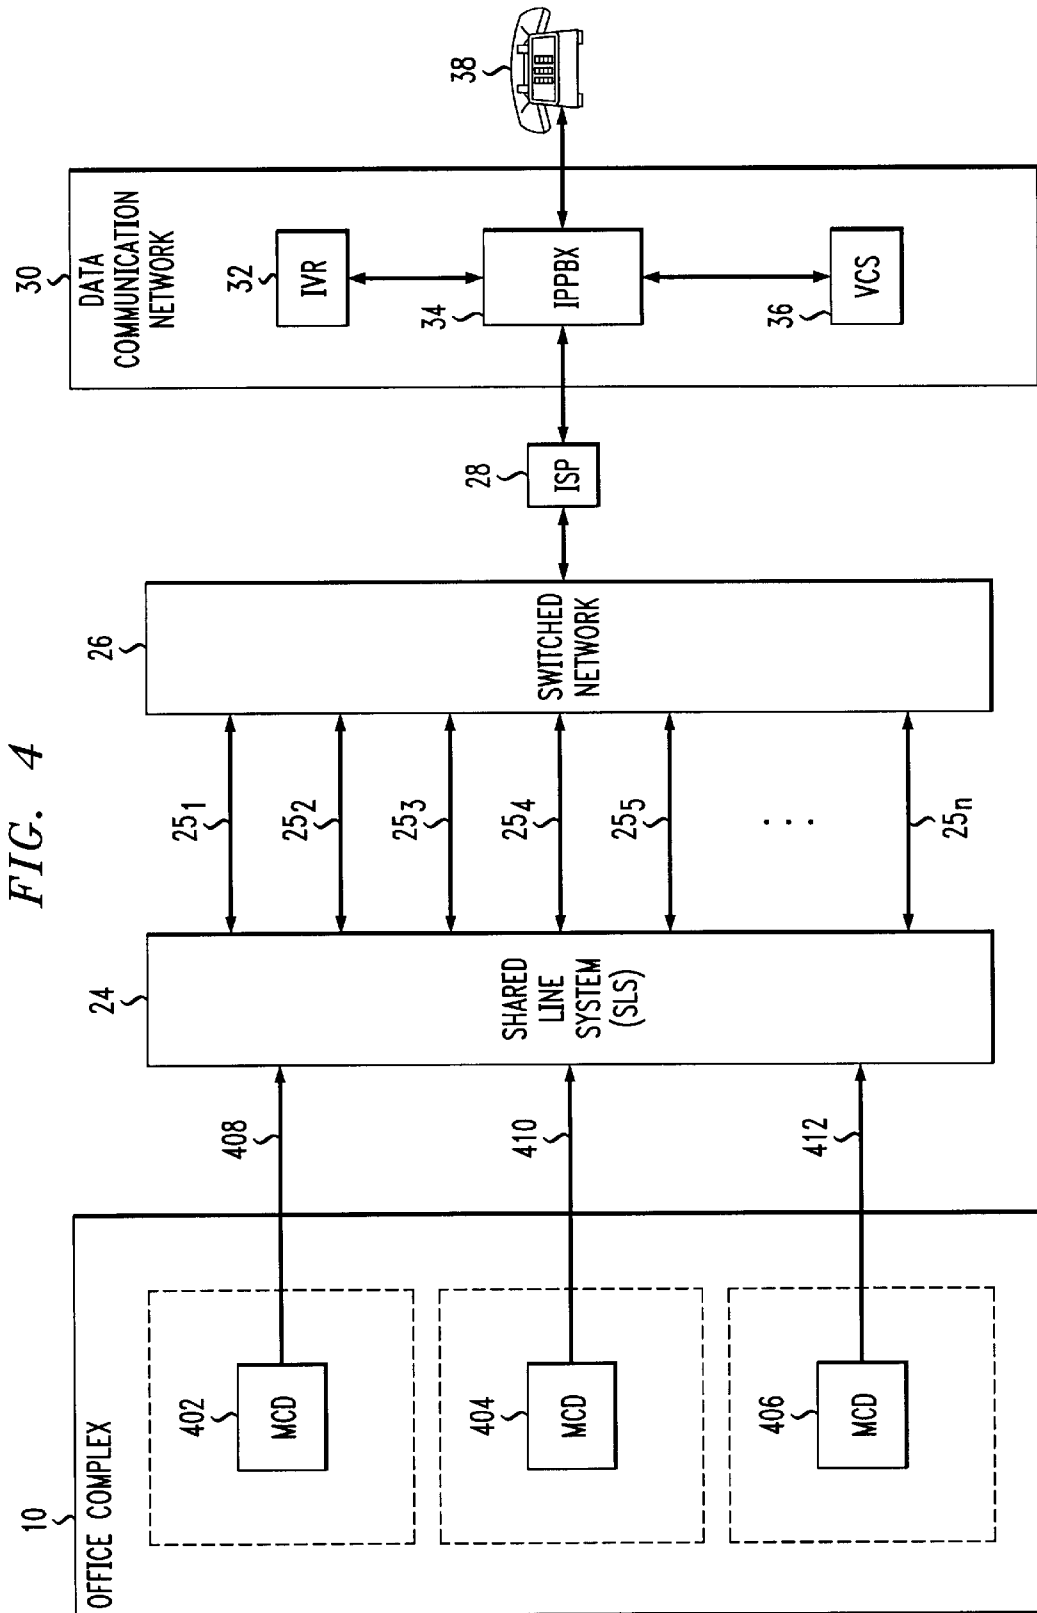 FIG. 4
10
OFFICE COMPLEX
402
MCD
404
MCD
406
MCD
408
410
412
24
SHARED
LINE
SYSTEM
(SLS)
25₁
25₂
25₃
25₄
25₅
. . .
25ₙ
26
SWITCHED
NETWORK
28
ISP
30
DATA
COMMUNICATION
NETWORK
32
IVR
34
IPPBX
36
VCS
38